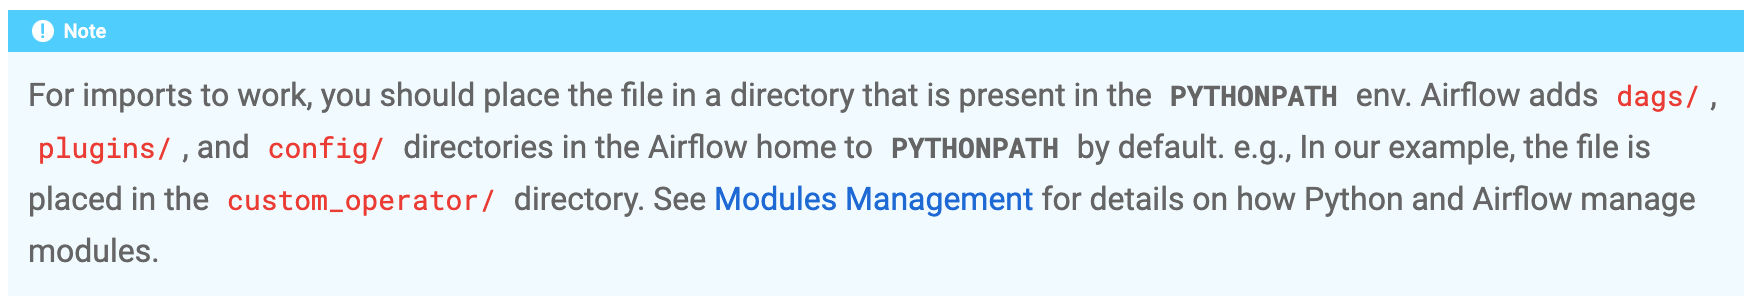 Note
For imports to work, you should place the file in a directory that is present in the PYTHONPATH env. Airflow adds dags/ ,
plugins/ , and config/ directories in the Airflow home to PYTHONPATH by default. e.g., In our example, the file is
placed in the custom_operator/ directory. See Modules Management for details on how Python and Airflow manage
modules.